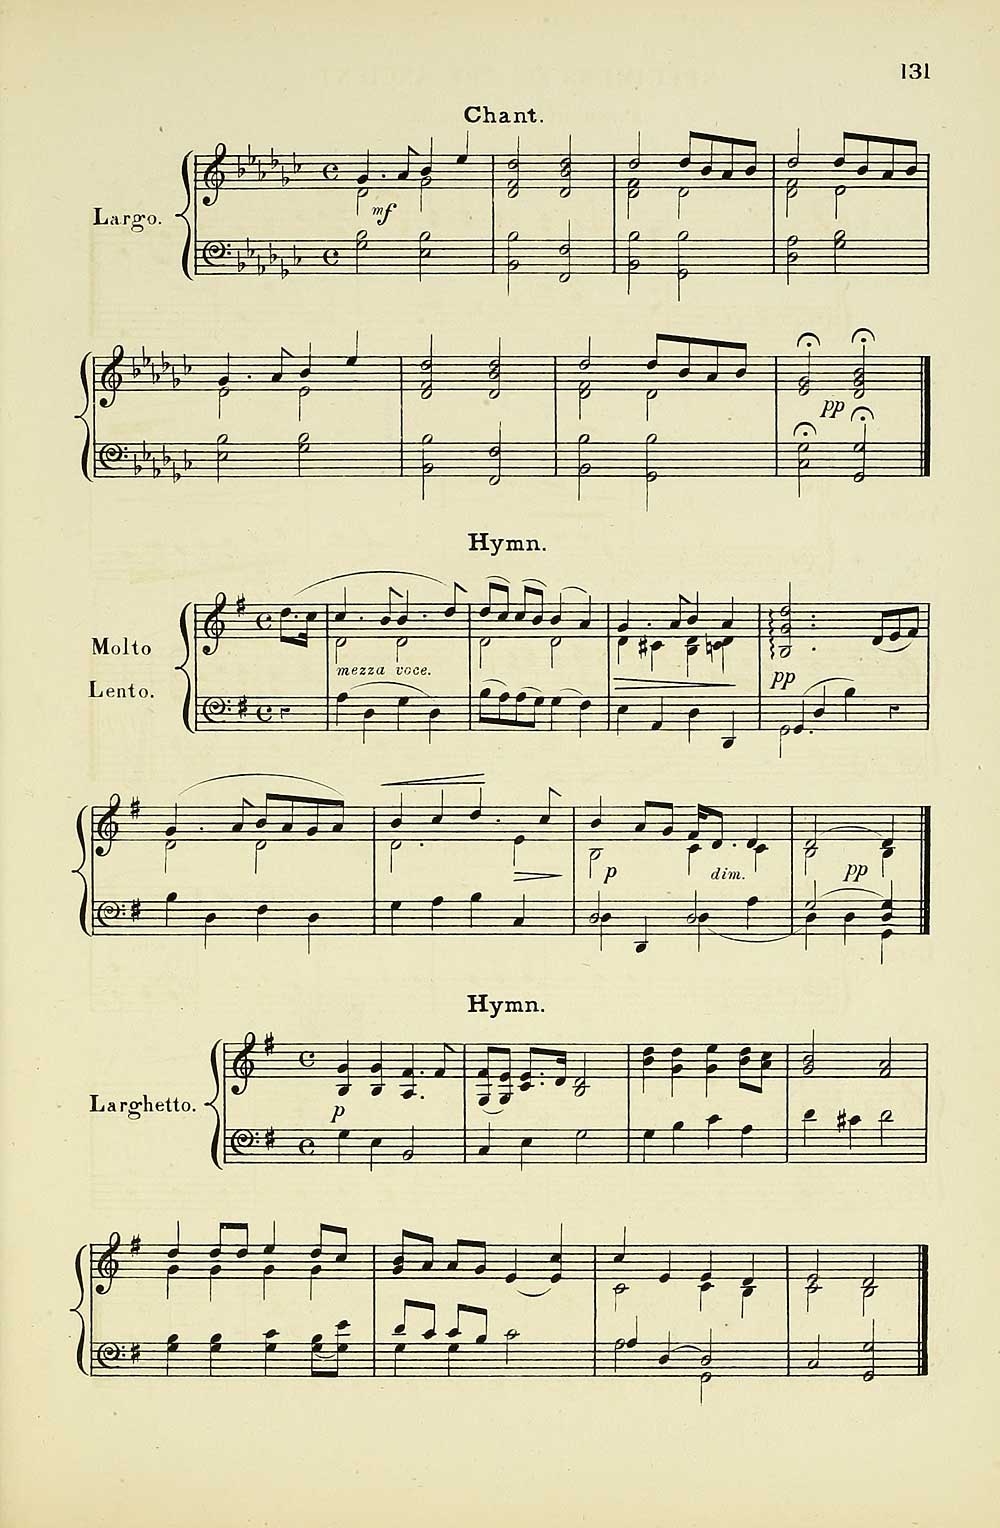 131
Chant.
Largo.
mf
pp
Hymn.
Molto
Lento.
mezza voce.
pp
p
dim.
pp
Hymn.
Larghetto.
p